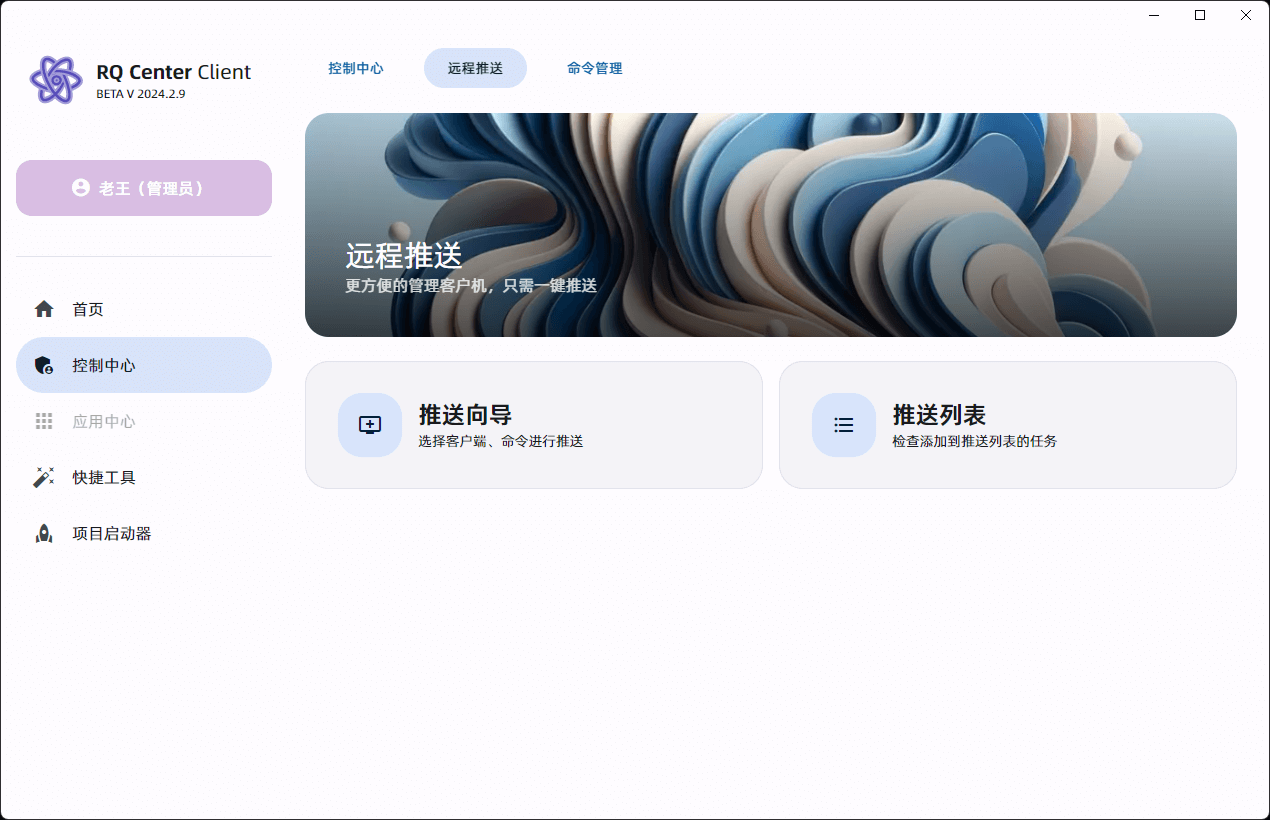 RQ Center Client
BETA V 2024.2.9
老王（管理员）
首页
控制中心
应用中心
快捷工具
项目启动器
控制中心
远程推送
命令管理
远程推送
更方便的管理客户机，只需一键推送
推送向导
选择客户端、命令进行推送
推送列表
检查添加到推送列表的任务